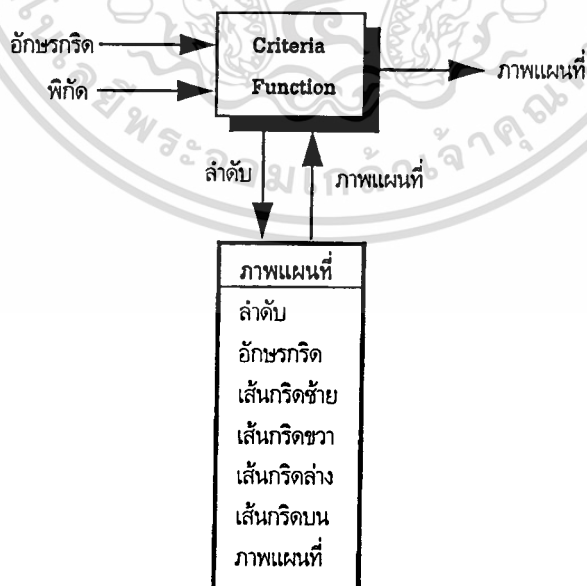 อักษรกริด
Criteria
ภาพแผนที่
พิกัด
Function
ลำดับ
ภาพแผนที่
ภาพแผนที่
ลำดับ
อักษรกริด
เส้นกริดซ้าย
เส้นกริดขวา
เส้นกริดล่าง
เส้นกริดบน
ภาพแผนที่